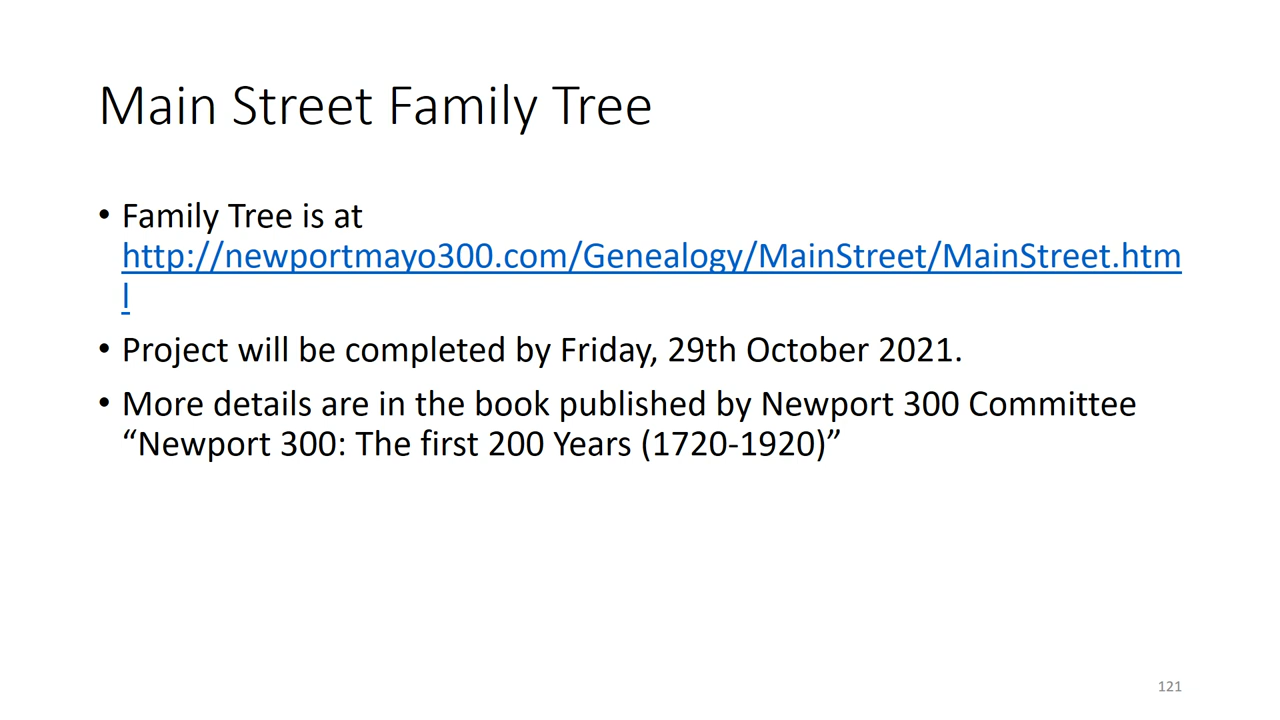 Main Street Family Tree
• Family Tree is at
http://newportmayo300.com/Genealogy/MainStreet/MainStreet.htm
l
• Project will be completed by Friday, 29th October 2021.
• More details are in the book published by Newport 300 Committee
“Newport 300: The first 200 Years (1720-1920)”
121